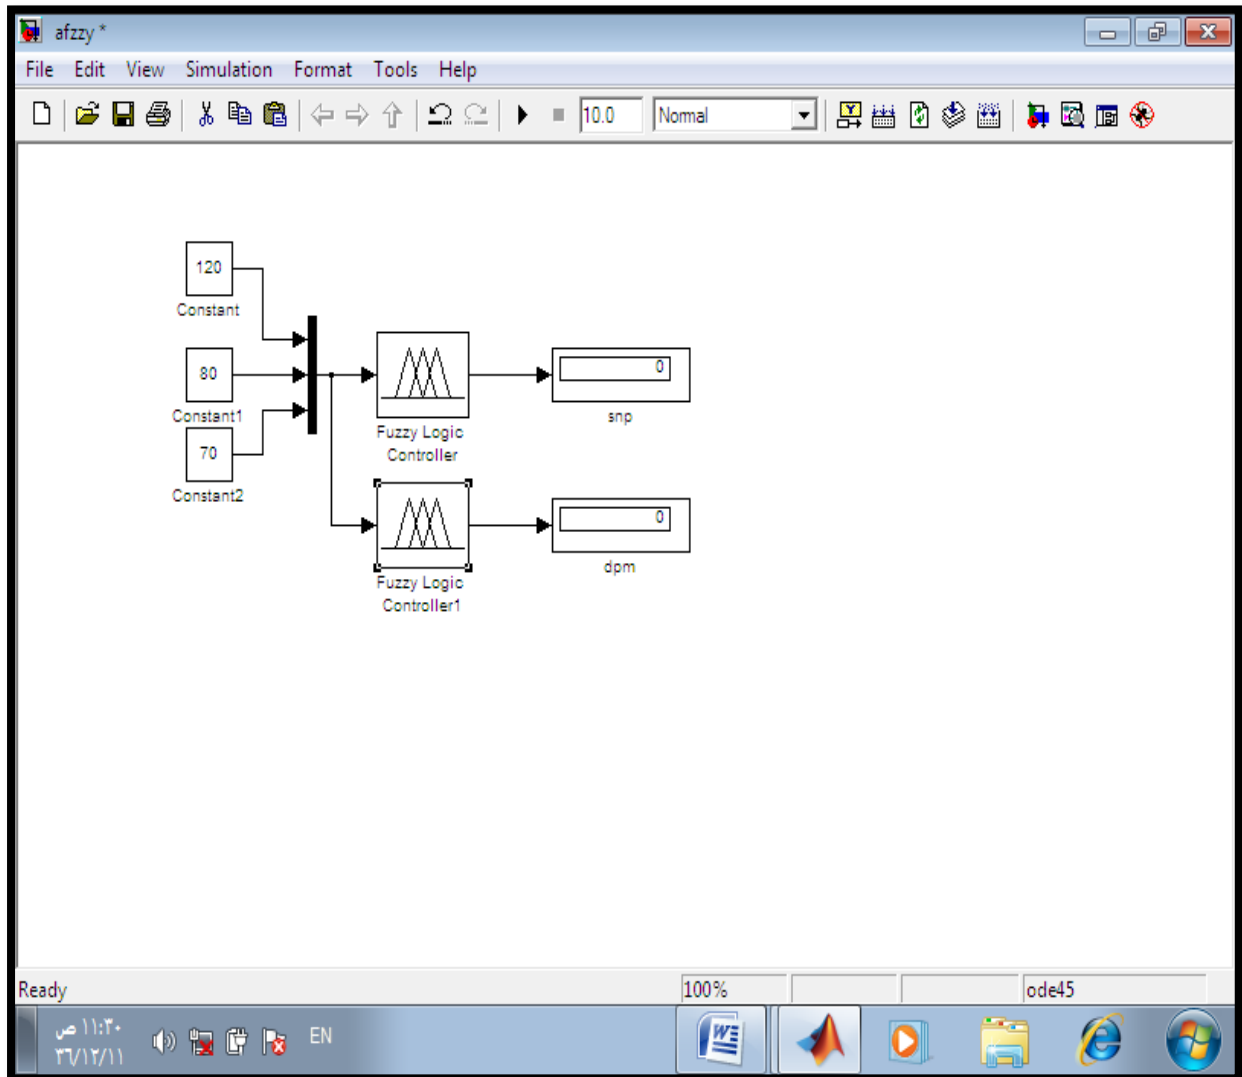 afzzy *
File Edit View Simulation Format Tools Help
10.0 Normal
120
Constant
80
Constant1
70
Constant2
Fuzzy Logic
Controller
0
snp
Fuzzy Logic
Controller1
0
dpm
Ready 100% ode45
١١:٣٠ ص
٣٦/١٢/١١
EN